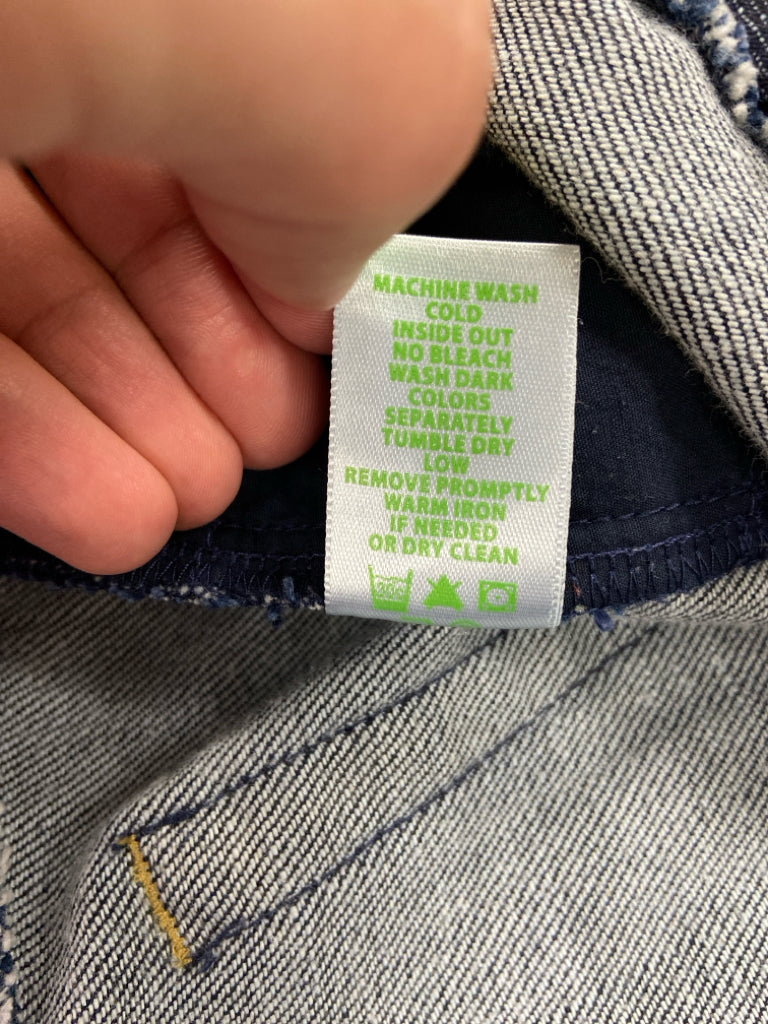 MACHINE WASH
COLD
INSIDE OUT
NO BLEACH
WASH DARK
COLORS
SEPARATELY
TUMBLE DRY
LOW
REMOVE PROMPTLY
WARM IRON
IF NEEDED
OR DRY CLEAN